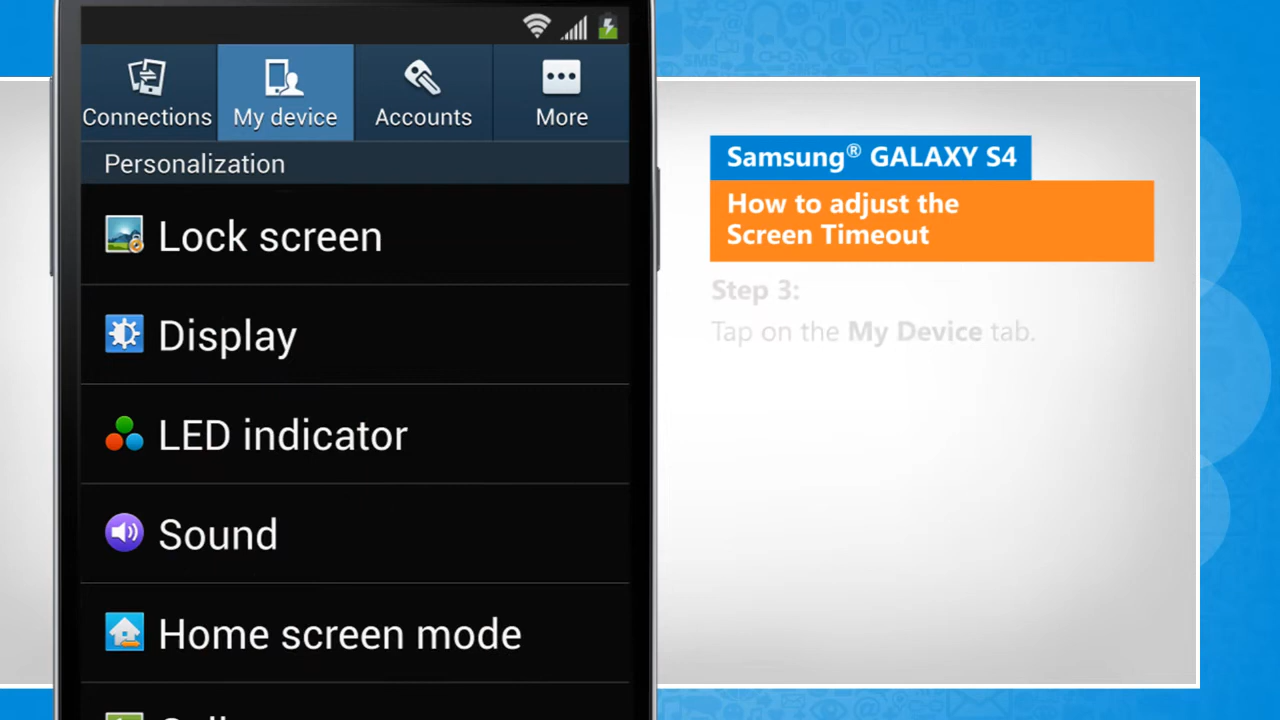 Connections
My device
Accounts
More
Personalization
Lock screen
Display
LED indicator
Sound
Home screen mode
Samsung® GALAXY S4
How to adjust the
Screen Timeout
Step 3:
Tap on the My Device tab.